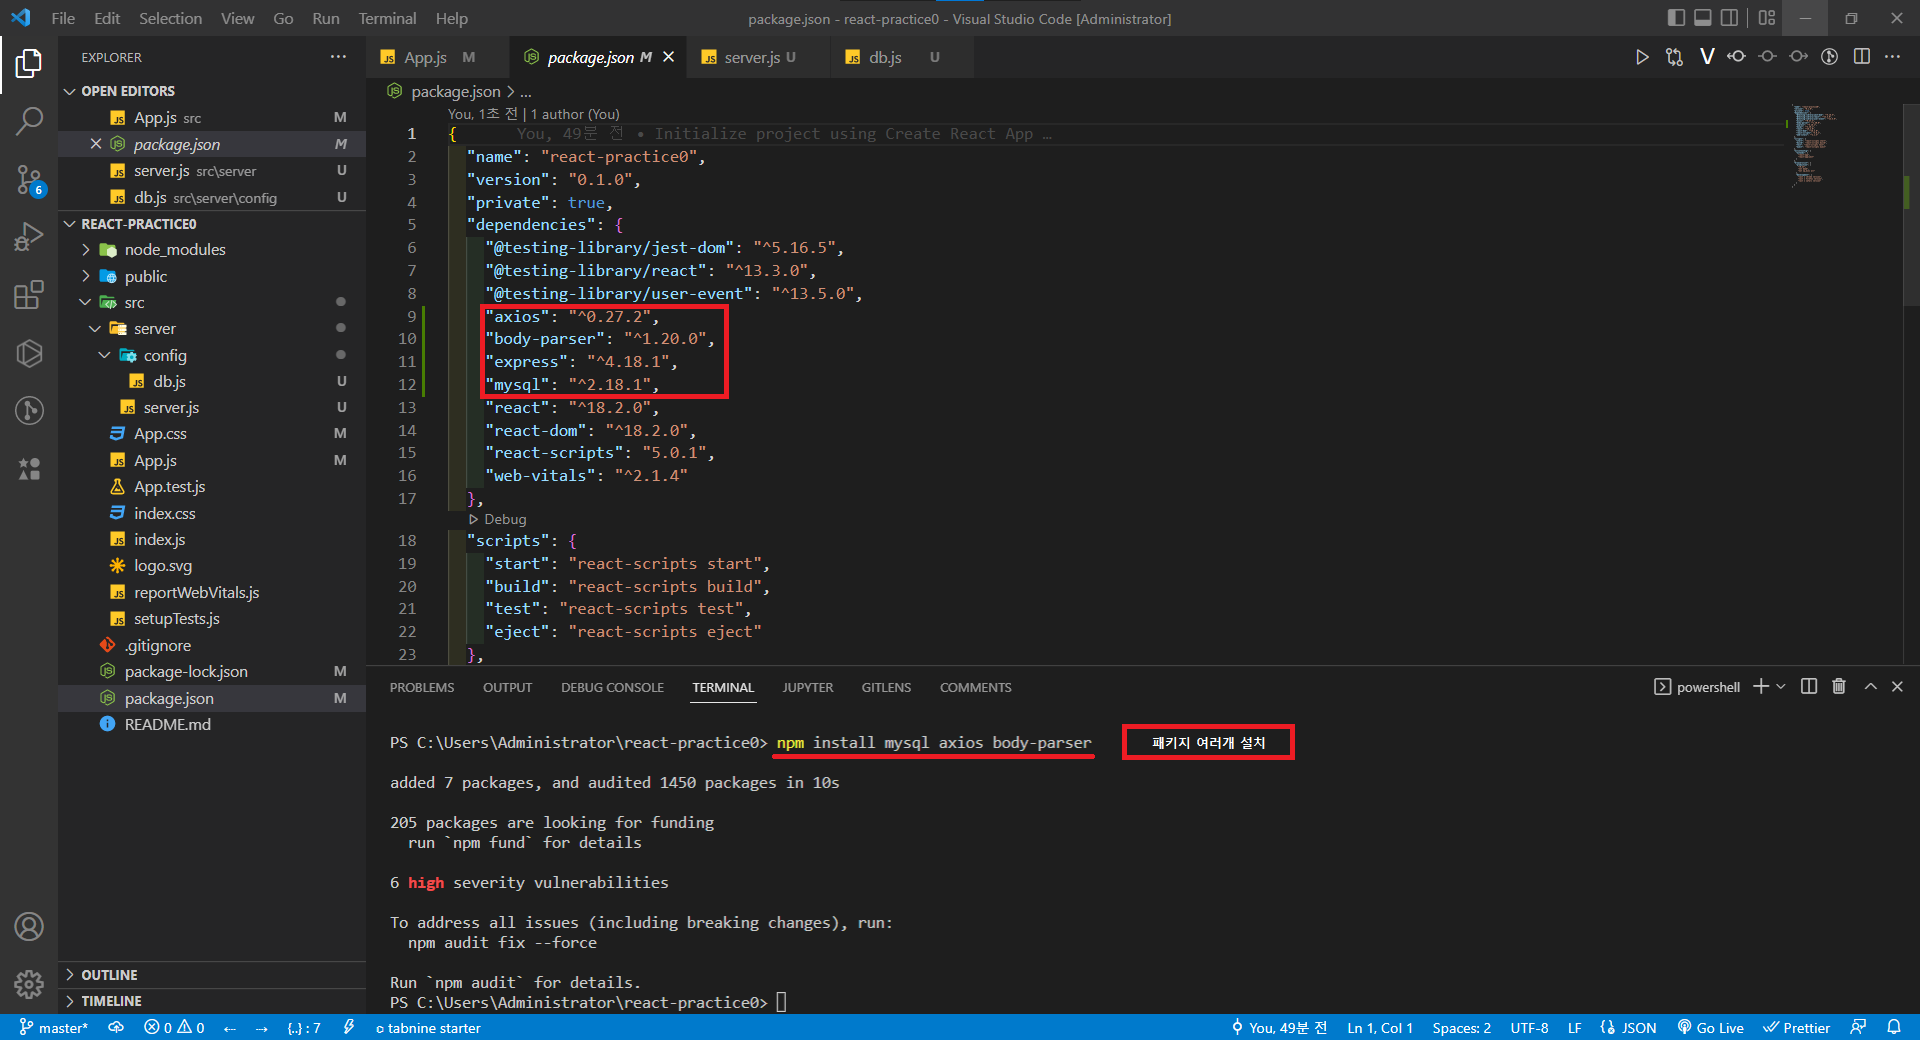 File Edit Selection View Go Run Terminal Help
package.json - react-practice0 - Visual Studio Code [Administrator]
EXPLORER
OPEN EDITORS
App.js src M
package.json M
server.js src\server U
db.js src\server\config U
REACT-PRACTICE0
node_modules
public
src
server
config
db.js U
server.js U
App.css M
App.js M
App.test.js
index.css
index.js
logo.svg
reportWebVitals.js
setupTests.js
.gitignore
package-lock.json M
package.json M
README.md
OUTLINE
TIMELINE
6
App.js M
package.json M
server.js U
db.js U
package.json > ...
You, 1초 전 | 1 author (You)
1 { You, 49분 전 • Initialize project using Create React App …
2 "name": "react-practice0",
3 "version": "0.1.0",
4 "private": true,
5 "dependencies": {
6 "@testing-library/jest-dom": "^5.16.5",
7 "@testing-library/react": "^13.3.0",
8 "@testing-library/user-event": "^13.5.0",
9 "axios": "^0.27.2",
10 "body-parser": "^1.20.0",
11 "express": "^4.18.1",
12 "mysql": "^2.18.1",
13 "react": "^18.2.0",
14 "react-dom": "^18.2.0",
15 "react-scripts": "5.0.1",
16 "web-vitals": "^2.1.4"
17 },
Debug
18 "scripts": {
19 "start": "react-scripts start",
20 "build": "react-scripts build",
21 "test": "react-scripts test",
22 "eject": "react-scripts eject"
23 },
PROBLEMS OUTPUT DEBUG CONSOLE TERMINAL JUPYTER GITLENS COMMENTS
powershell
PS C:\Users\Administrator\react-practice0> npm install mysql axios body-parser
패키지 여러개 설치
added 7 packages, and audited 1450 packages in 10s
205 packages are looking for funding
run `npm fund` for details
6 high severity vulnerabilities
To address all issues (including breaking changes), run:
npm audit fix --force
Run `npm audit` for details.
PS C:\Users\Administrator\react-practice0>
master* 0 0 {..} : 7 tabnine starter
You, 49분 전 Ln 1, Col 1 Spaces: 2 UTF-8 LF JSON Go Live Prettier